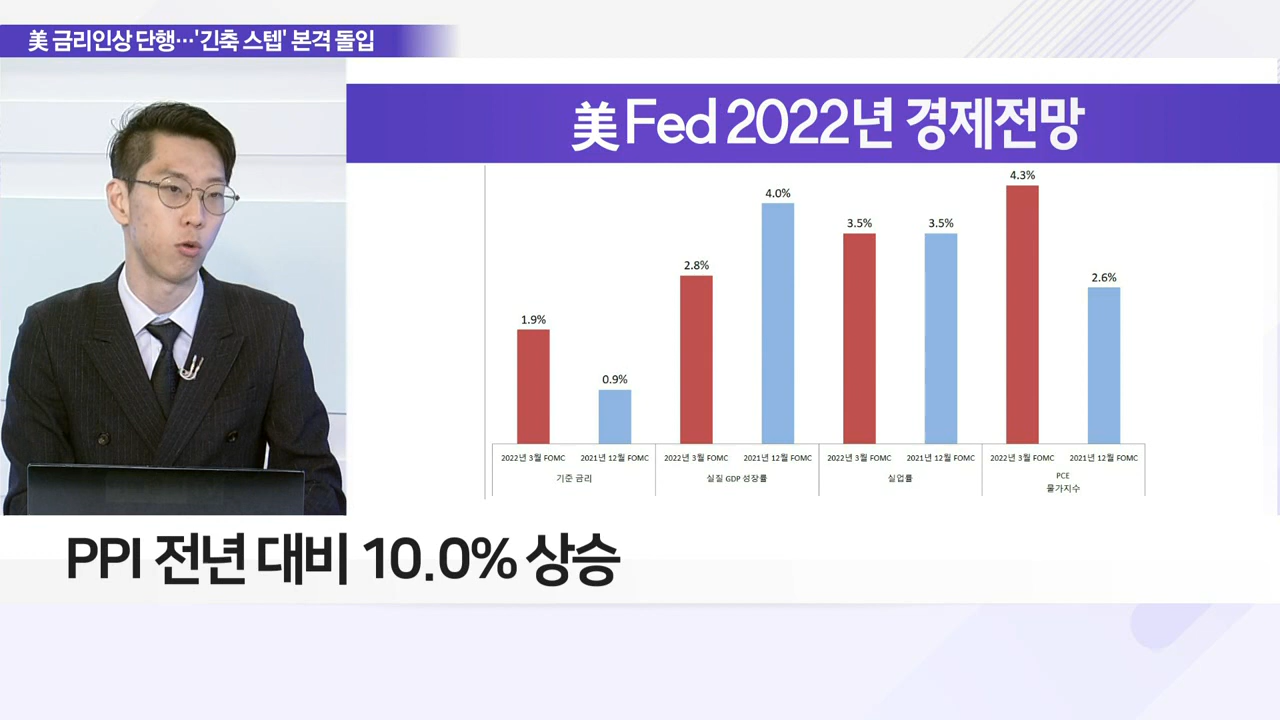 美 금리인상 단행…'긴축 스텝' 본격 돌입
美 Fed 2022년 경제전망
1.9%
0.9%
2.8%
4.0%
3.5%
3.5%
4.3%
2.6%
2022년 3월 FOMC 2021년 12월 FOMC 2022년 3월 FOMC 2021년 12월 FOMC 2022년 3월 FOMC 2021년 12월 FOMC 2022년 3월 FOMC 2021년 12월 FOMC
기준 금리 실질 GDP 성장률 실업률 PCE
물가지수
PPI 전년 대비 10.0% 상승